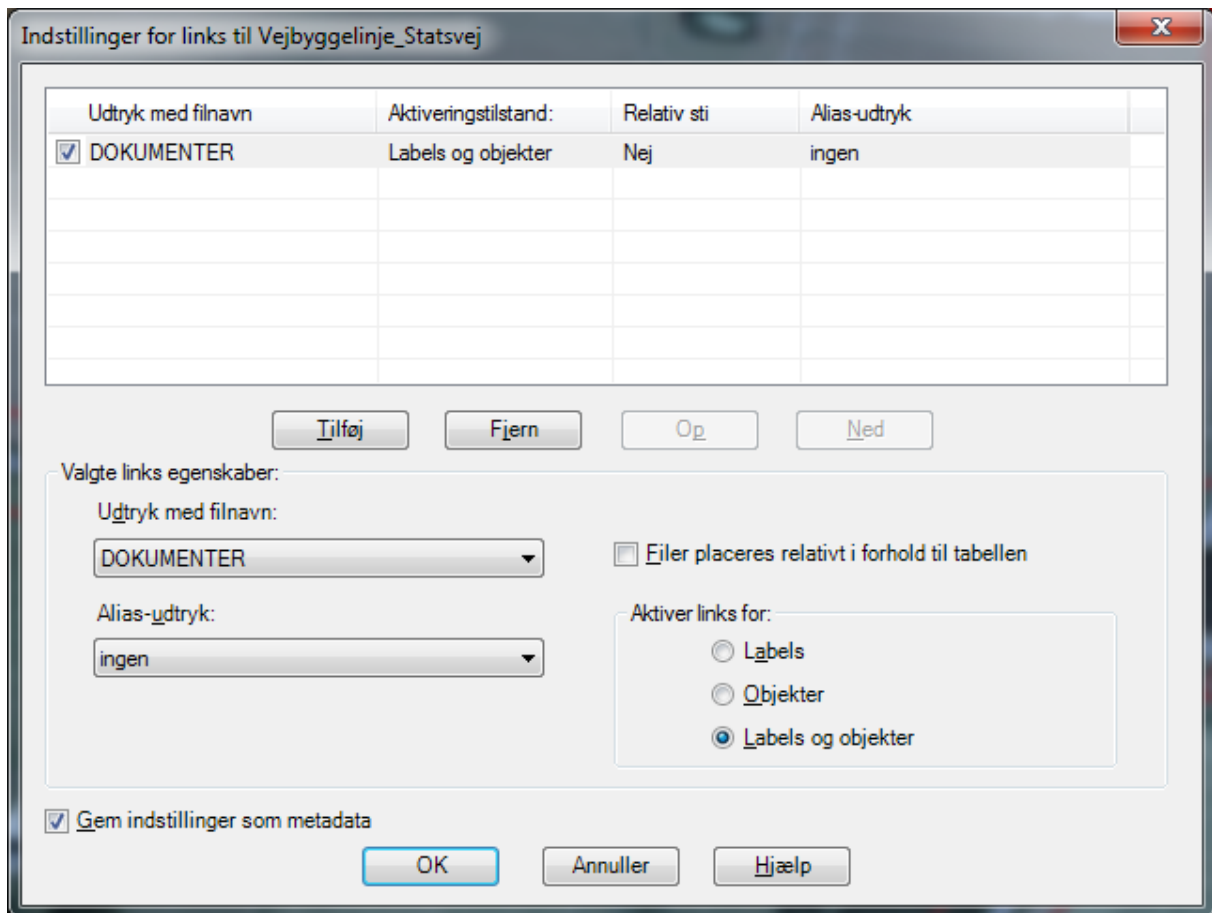 Indstillinger for links til Vejbyggelinje_Statsvej
Udtryk med filnavn Aktiveringstilstand: Relativ sti Alias-udtryk
DOKUMENTER Labels og objekter Nej ingen
Tilføj Fjern Op Ned
Valgte links egenskaber:
Udtryk med filnavn:
DOKUMENTER
Filer placeres relativt i forhold til tabellen
Alias-udtryk:
ingen
Aktiver links for:
Labels
Objekter
Labels og objekter
Gem indstillinger som metadata
OK Annuller Hjælp